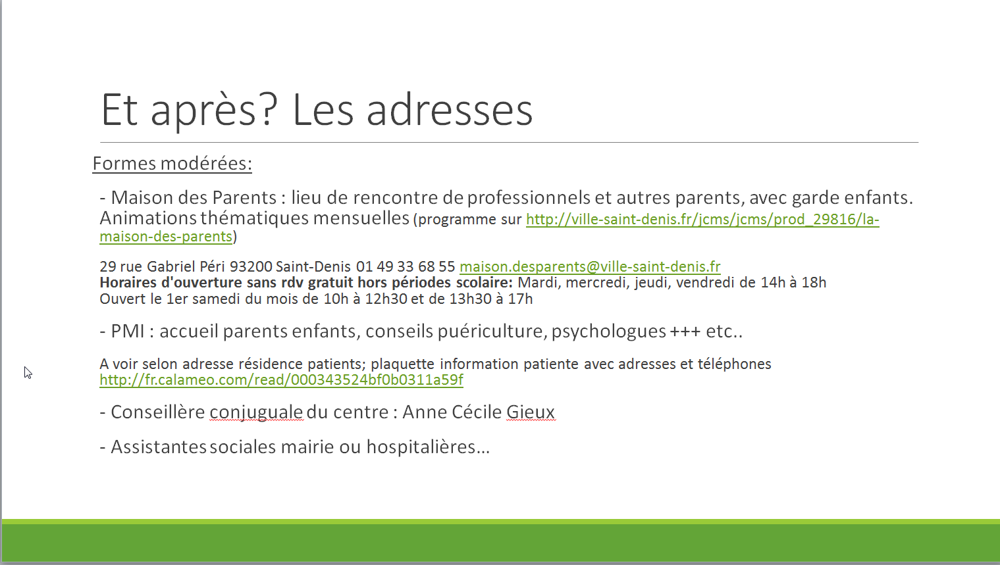 Et après? Les adresses
Formes modérées:
- Maison des Parents : lieu de rencontre de professionnels et autres parents, avec garde enfants.
Animations thématiques mensuelles (programme sur http://ville-saint-denis.fr/jcms/jcms/prod_29816/la-
maison-des-parents)
29 rue Gabriel Péri 93200 Saint-Denis 01 49 33 68 55 maison.desparents@ville-saint-denis.fr
Horaires d'ouverture sans rdv gratuit hors périodes scolaire: Mardi, mercredi, jeudi, vendredi de 14h à 18h
Ouvert le 1er samedi du mois de 10h à 12h30 et de 13h30 à 17h
- PMI : accueil parents enfants, conseils puériculture, psychologues +++ etc..
A voir selon adresse résidence patients; plaquette information patiente avec adresses et téléphones
http://fr.calameo.com/read/000343524bf0b0311a59f
- Conseillère conjuguale du centre : Anne Cécile Gieux
- Assistantes sociales mairie ou hospitalières...